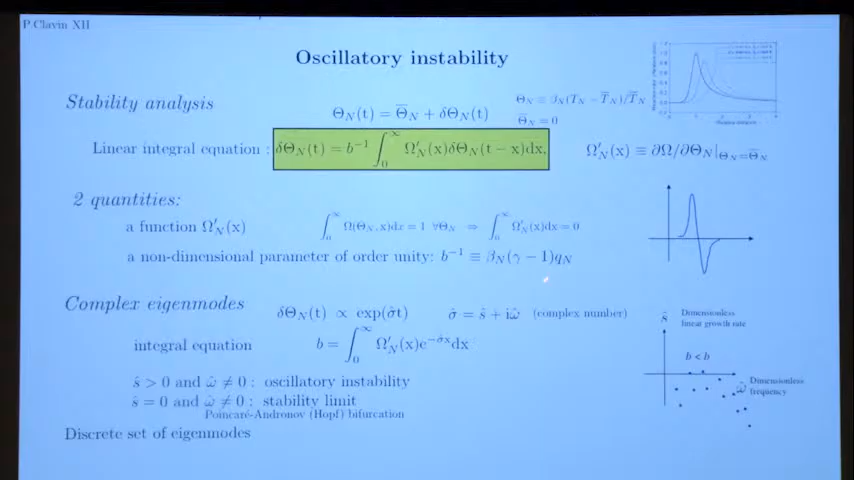 P.Clavin XII
Oscillatory instability
Stability analysis
Θ_N(t) = Θ̅_N + δΘ_N(t)
Θ_N ≡ β_N(T_N − T̅_N)/T̅_N
Θ̅_N = 0
Linear integral equation : δΘ_N(t) = b⁻¹ ∫₀^∞ Ω′_N(x)δΘ_N(t − x)dx,
Ω′_N(x) ≡ ∂Ω/∂Θ_N|_{Θ_N=Θ̅_N}
2 quantities:
a function Ω′_N(x)
∫₀^∞ Ω(Θ_N, x)dx = 1 ∀Θ_N ⇒ ∫₀^∞ Ω′_N(x)dx = 0
a non-dimensional parameter of order unity: b⁻¹ ≡ β_N(γ − 1)q_N
Complex eigenmodes
δΘ_N(t) ∝ exp(σ̂t)
σ̂ = ŝ + iω̂ (complex number)
integral equation
b = ∫₀^∞ Ω′_N(x)e^{−σ̂x}dx
ŝ > 0 and ω̂ ≠ 0 : oscillatory instability
ŝ = 0 and ω̂ ≠ 0 : stability limit
Poincaré-Andronov (Hopf) bifurcation
Discrete set of eigenmodes
ŝ
Dimensionless
linear growth rate
b < b
ω̂
Dimensionless
frequency